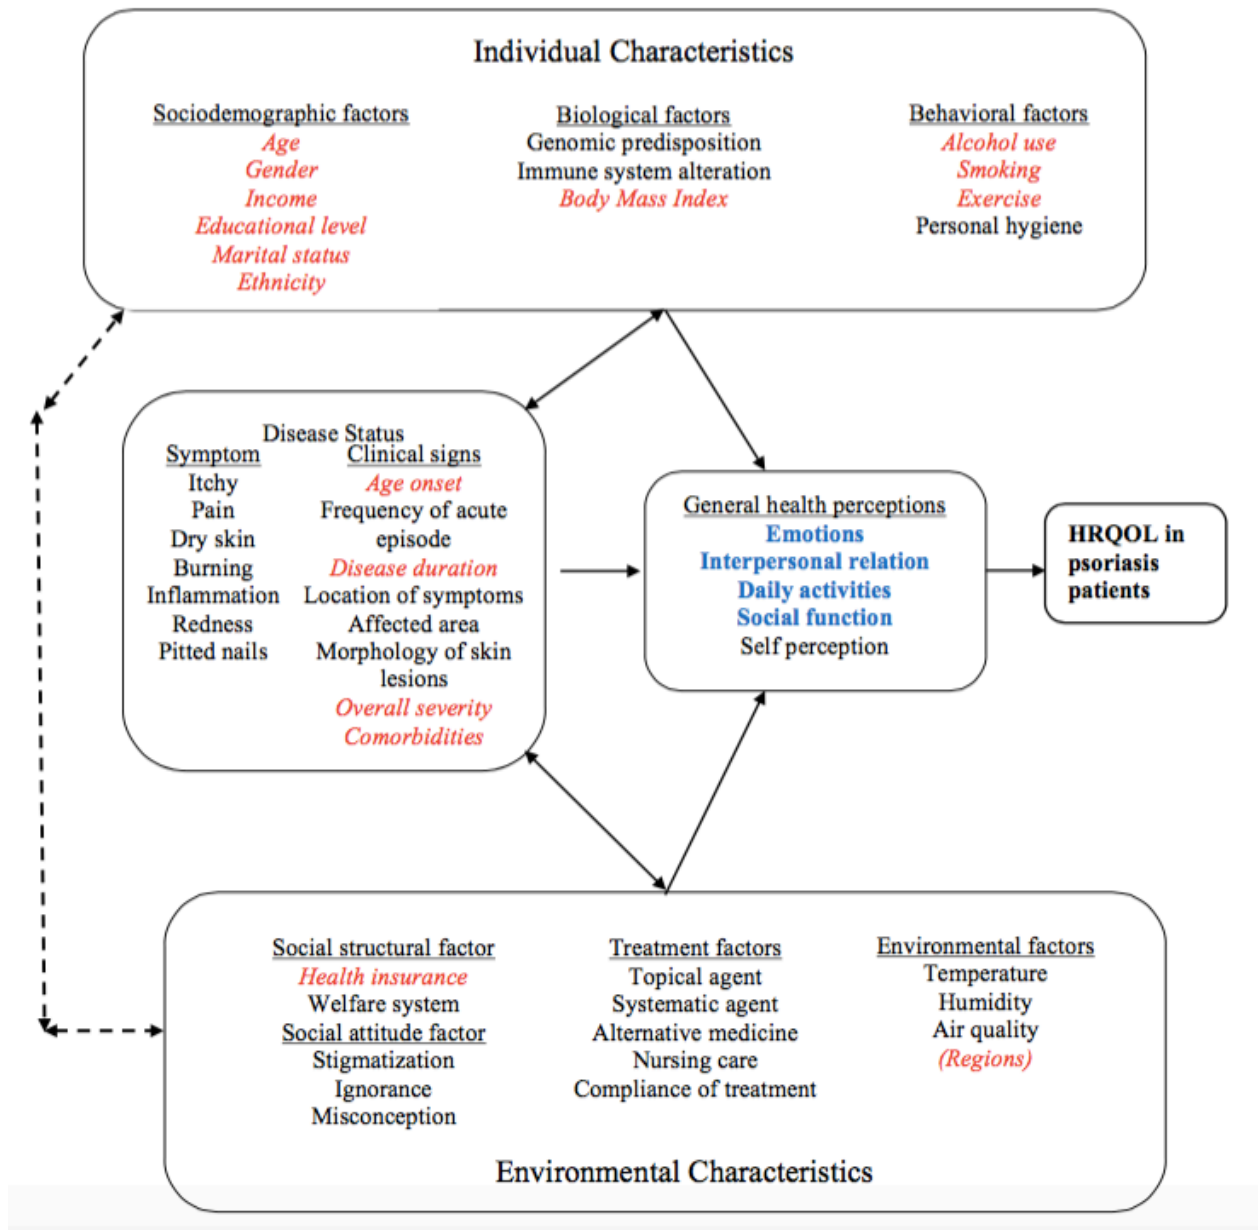 Individual Characteristics
Sociodemographic factors
Age
Gender
Income
Educational level
Marital status
Ethnicity
Biological factors
Genomic predisposition
Immune system alteration
Body Mass Index
Behavioral factors
Alcohol use
Smoking
Exercise
Personal hygiene
Disease Status
Symptom
Itchy
Pain
Dry skin
Burning
Inflammation
Redness
Pitted nails
Clinical signs
Age onset
Frequency of acute
episode
Disease duration
Location of symptoms
Affected area
Morphology of skin
lesions
Overall severity
Comorbidities
General health perceptions
Emotions
Interpersonal relation
Daily activities
Social function
Self perception
HRQOL in
psoriasis
patients
Social structural factor
Health insurance
Welfare system
Social attitude factor
Stigmatization
Ignorance
Misconception
Treatment factors
Topical agent
Systematic agent
Alternative medicine
Nursing care
Compliance of treatment
Environmental factors
Temperature
Humidity
Air quality
(Regions)
Environmental Characteristics